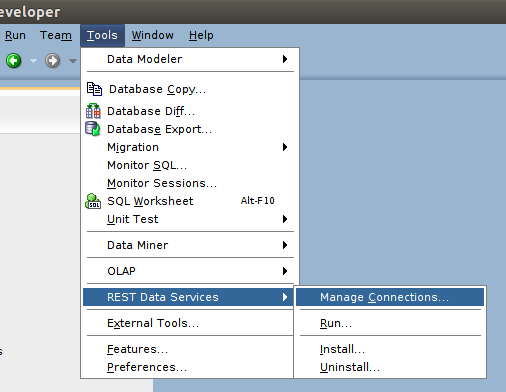 eveloper
Run Team Tools Window Help
Data Modeler
Database Copy...
Database Diff...
Database Export...
Migration
Monitor SQL...
Monitor Sessions...
SQL Worksheet Alt-F10
Unit Test
Data Miner
OLAP
REST Data Services
Manage Connections...
External Tools...
Run...
Features...
Install...
Preferences...
Uninstall...
s